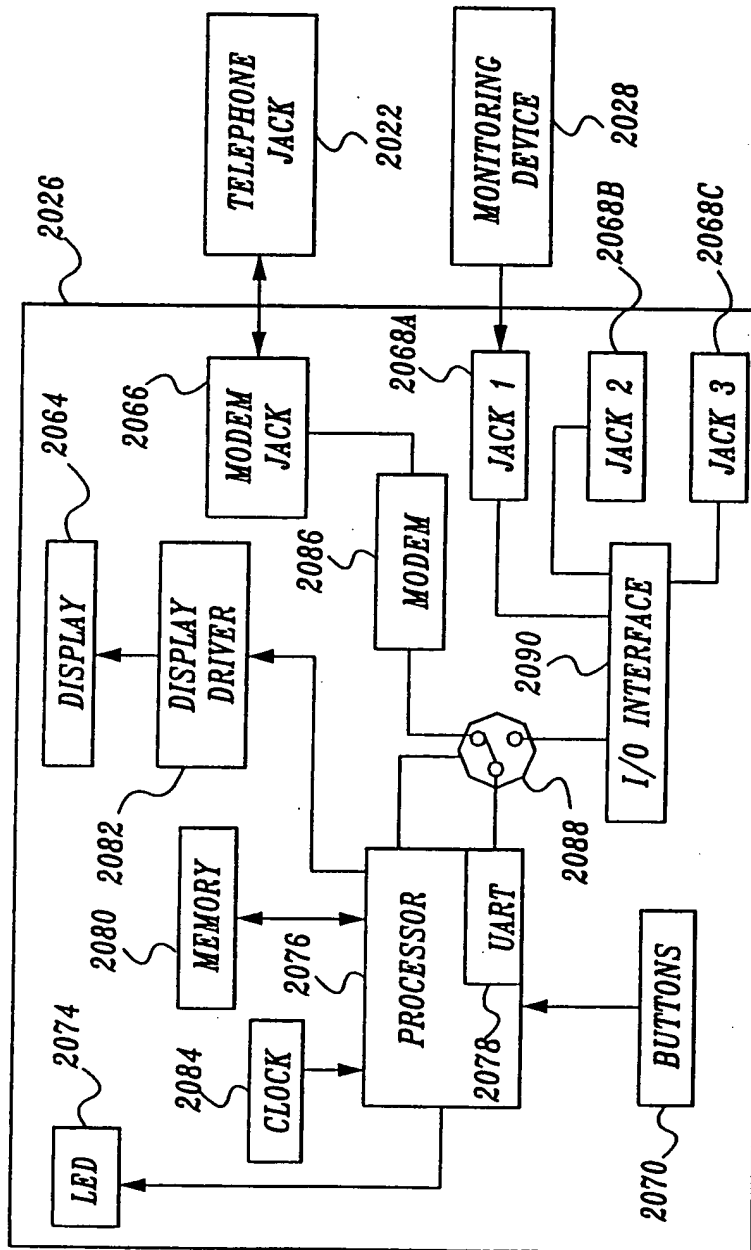 2026
TELEPHONE
JACK
2022
MONITORING
DEVICE
2028
2064
DISPLAY
2066
MODEM
JACK
2068A
JACK 1
2068B
JACK 2
2068C
JACK 3
2082
DISPLAY
DRIVER
2086
MODEM
2090
I/O INTERFACE
2088
2074
LED
2080
MEMORY
2084
CLOCK
2076
PROCESSOR
UART
2078
BUTTONS
2070